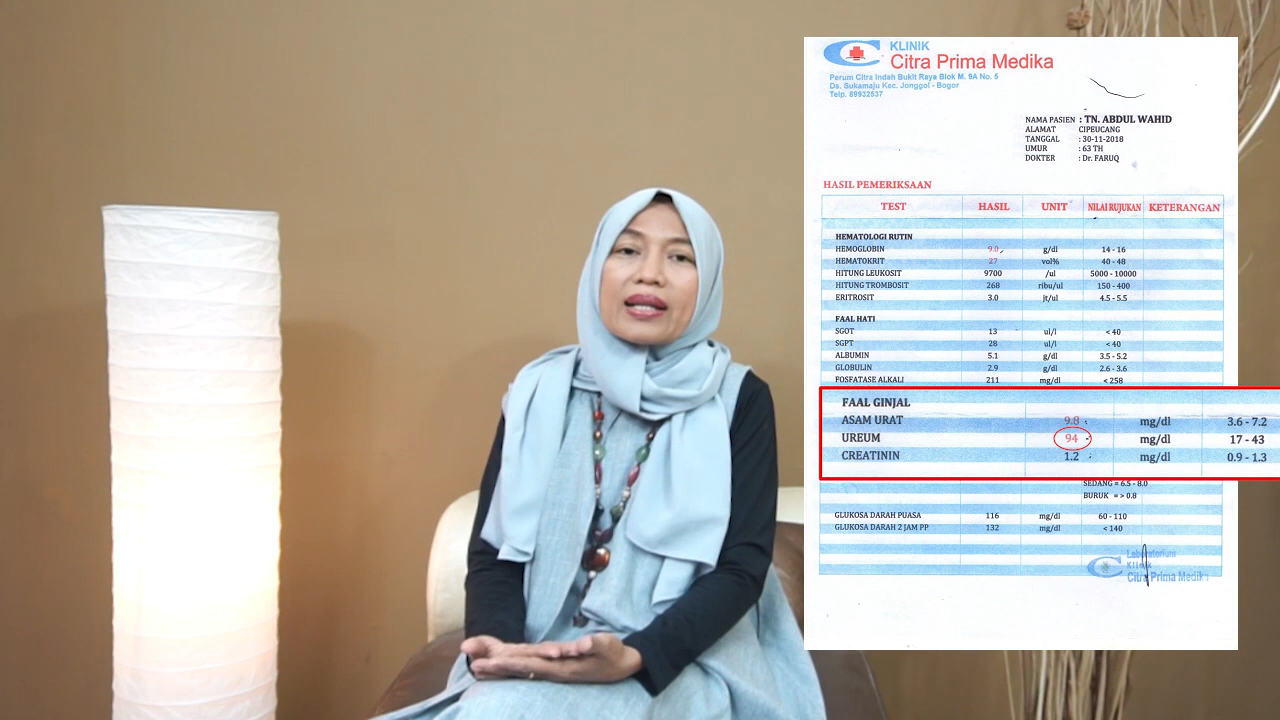 KLINIK
Citra Prima Medika
Perum Citra Indah Bukit Raya Blok M. 9A No. 5
Ds. Sukamaju Kec. Jonggol - Bogor
Telp. 89932537
NAMA PASIEN : TN. ABDUL WAHID
ALAMAT CIPEUCANG
TANGGAL : 30-11-2018
UMUR : 63 TH
DOKTER : Dr. FARUQ
HASIL PEMERIKSAAN
TEST HASIL UNIT NILAI RUJUKAN KETERANGAN
HEMATOLOGI RUTIN
HEMOGLOBIN 9.0 g/dl 14 - 16
HEMATOKRIT 27 vol% 40 - 48
HITUNG LEUKOSIT 9700 /ul 5000 - 10000
HITUNG TROMBOSIT 268 ribu/ul 150 - 400
ERITROSIT 3.0 jt/ul 4.5 - 5.5
FAAL HATI
SGOT 13 ul/l < 40
SGPT 28 ul/l < 40
ALBUMIN 5.1 g/dl 3.5 - 5.2
GLOBULIN 2.9 g/dl 2.6 - 3.6
FOSFATASE ALKALI 211 mg/dl < 258
FAAL GINJAL
ASAM URAT 9.8 mg/dl 3.6 - 7.2
UREUM 94 mg/dl 17 - 43
CREATININ 1.2 mg/dl 0.9 - 1.3
SEDANG = 6.5 - 8.0
BURUK = > 0.8
GLUKOSA DARAH PUASA 116 mg/dl 60 - 110
GLUKOSA DARAH 2 JAM PP 132 mg/dl < 140
Laboratorium
Klinik
Citra Prima Medika